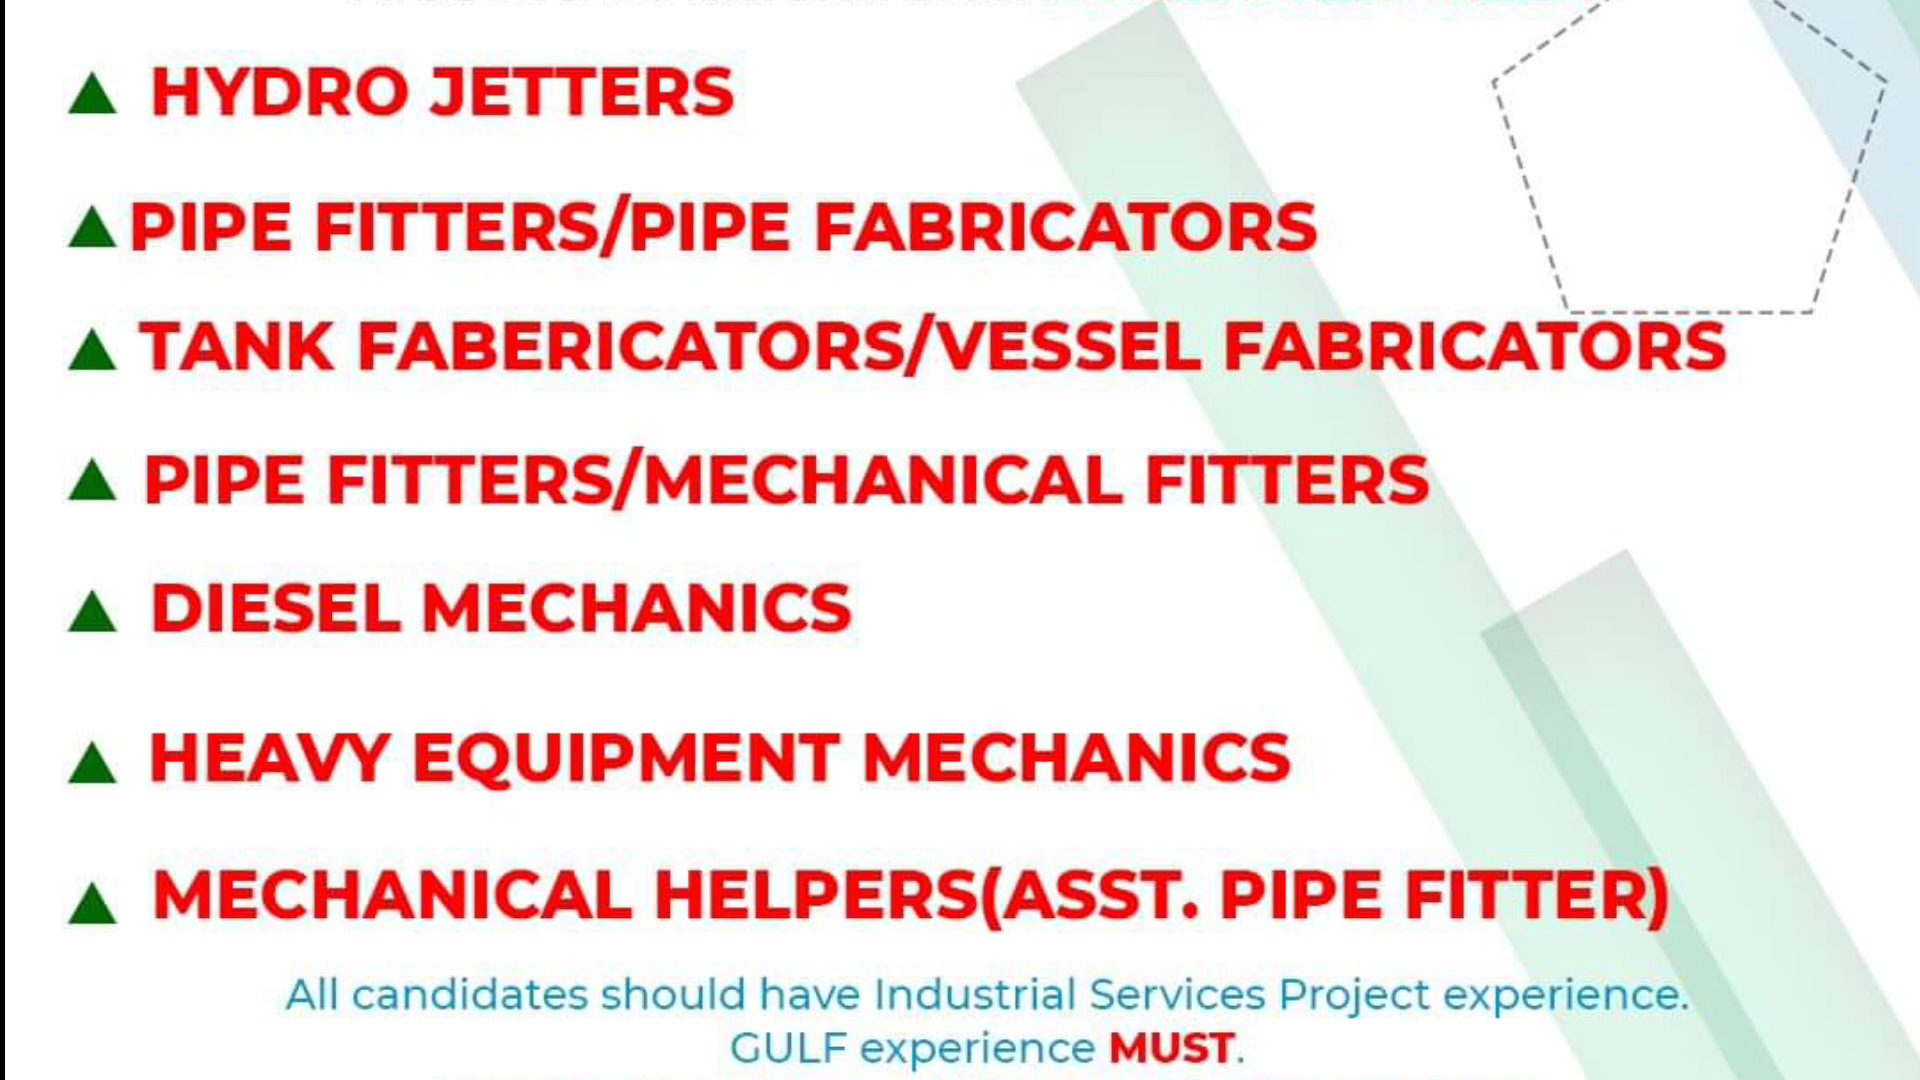 HYDRO JETTERS
PIPE FITTERS/PIPE FABRICATORS
TANK FABERICATORS/VESSEL FABRICATORS
PIPE FITTERS/MECHANICAL FITTERS
DIESEL MECHANICS
HEAVY EQUIPMENT MECHANICS
MECHANICAL HELPERS(ASST. PIPE FITTER)
All candidates should have Industrial Services Project experience.
GULF experience MUST.